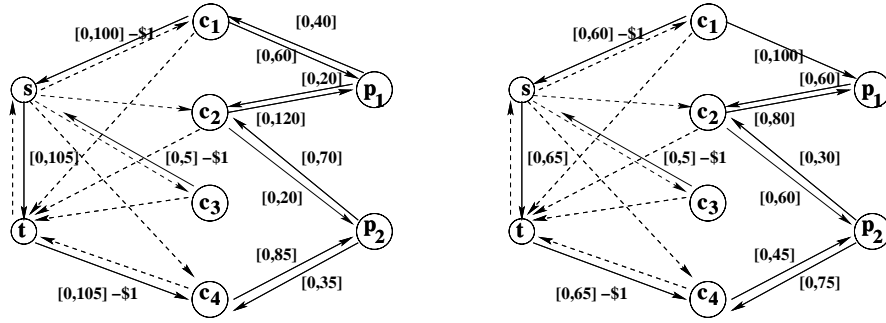 c1
[0,40]
[0,100] –$1
[0,60]
s
[0,20]
p1
c2
[0,120]
[0,70]
[0,105]
[0,5] –$1
[0,20]
c3
t
p2
[0,85]
[0,35]
[0,105] –$1
c4
c1
[0,60] –$1
[0,100]
s
[0,60]
p1
c2
[0,80]
[0,30]
[0,65]
[0,5] –$1
[0,60]
c3
t
p2
[0,45]
[0,75]
[0,65] –$1
c4